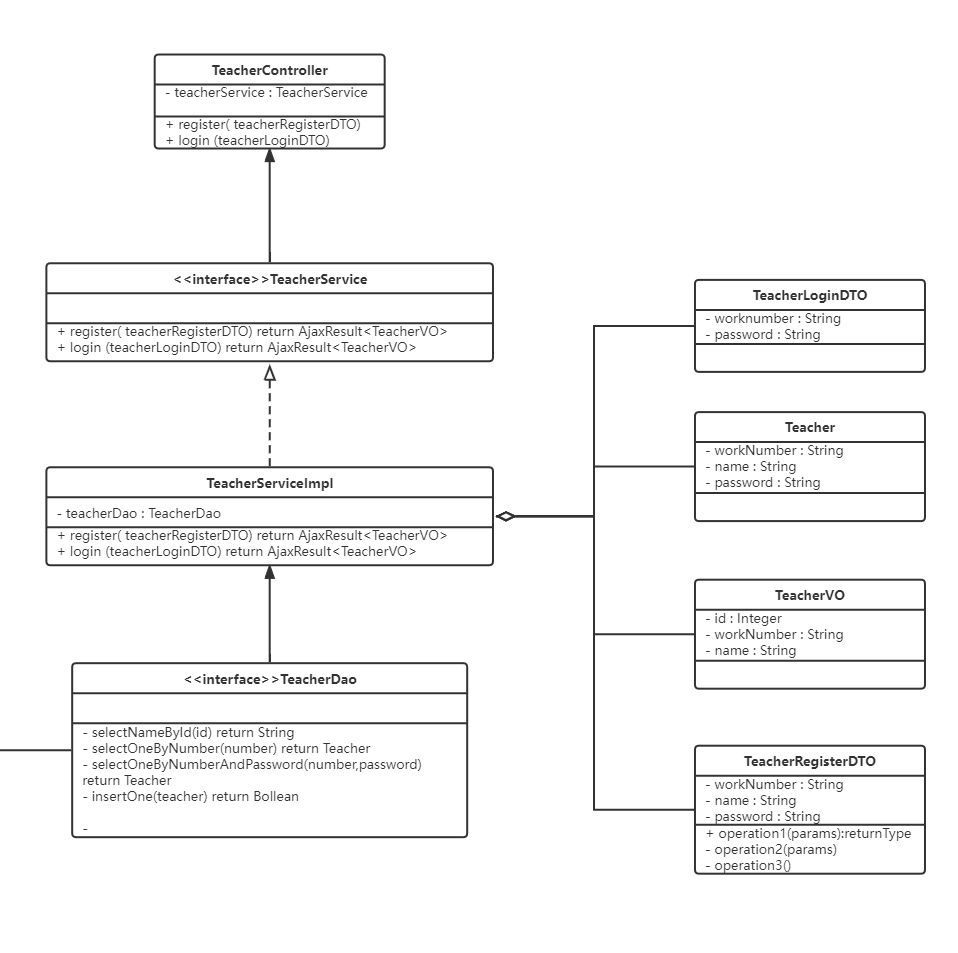 TeacherController
- teacherService : TeacherService
+ register( teacherRegisterDTO)
+ login (teacherLoginDTO)
<<interface>>TeacherService
+ register( teacherRegisterDTO) return AjaxResult<TeacherVO>
+ login (teacherLoginDTO) return AjaxResult<TeacherVO>
TeacherServiceImpl
- teacherDao : TeacherDao
+ register( teacherRegisterDTO) return AjaxResult<TeacherVO>
+ login (teacherLoginDTO) return AjaxResult<TeacherVO>
<<interface>>TeacherDao
- selectNameById(id) return String
- selectOneByNumber(number) return Teacher
- selectOneByNumberAndPassword(number,password)
return Teacher
- insertOne(teacher) return Bollean
-
TeacherLoginDTO
- worknumber : String
- password : String
Teacher
- workNumber : String
- name : String
- password : String
TeacherVO
- id : Integer
- workNumber : String
- name : String
TeacherRegisterDTO
- workNumber : String
- name : String
- password : String
+ operation1(params):returnType
- operation2(params)
- operation3()